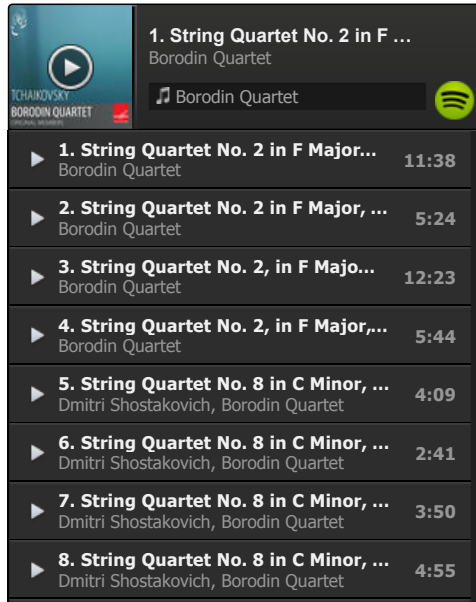 TCHAIKOVSKY
BORODIN QUARTET
ORIGINAL MEMBERS
1. String Quartet No. 2 in F ...
Borodin Quartet
Borodin Quartet
1. String Quartet No. 2 in F Major...
Borodin Quartet
11:38
2. String Quartet No. 2 in F Major, ...
Borodin Quartet
5:24
3. String Quartet No. 2, in F Majo...
Borodin Quartet
12:23
4. String Quartet No. 2, in F Major,...
Borodin Quartet
5:44
5. String Quartet No. 8 in C Minor, ...
Dmitri Shostakovich, Borodin Quartet
4:09
6. String Quartet No. 8 in C Minor, ...
Dmitri Shostakovich, Borodin Quartet
2:41
7. String Quartet No. 8 in C Minor, ...
Dmitri Shostakovich, Borodin Quartet
3:50
8. String Quartet No. 8 in C Minor, ...
Dmitri Shostakovich, Borodin Quartet
4:55